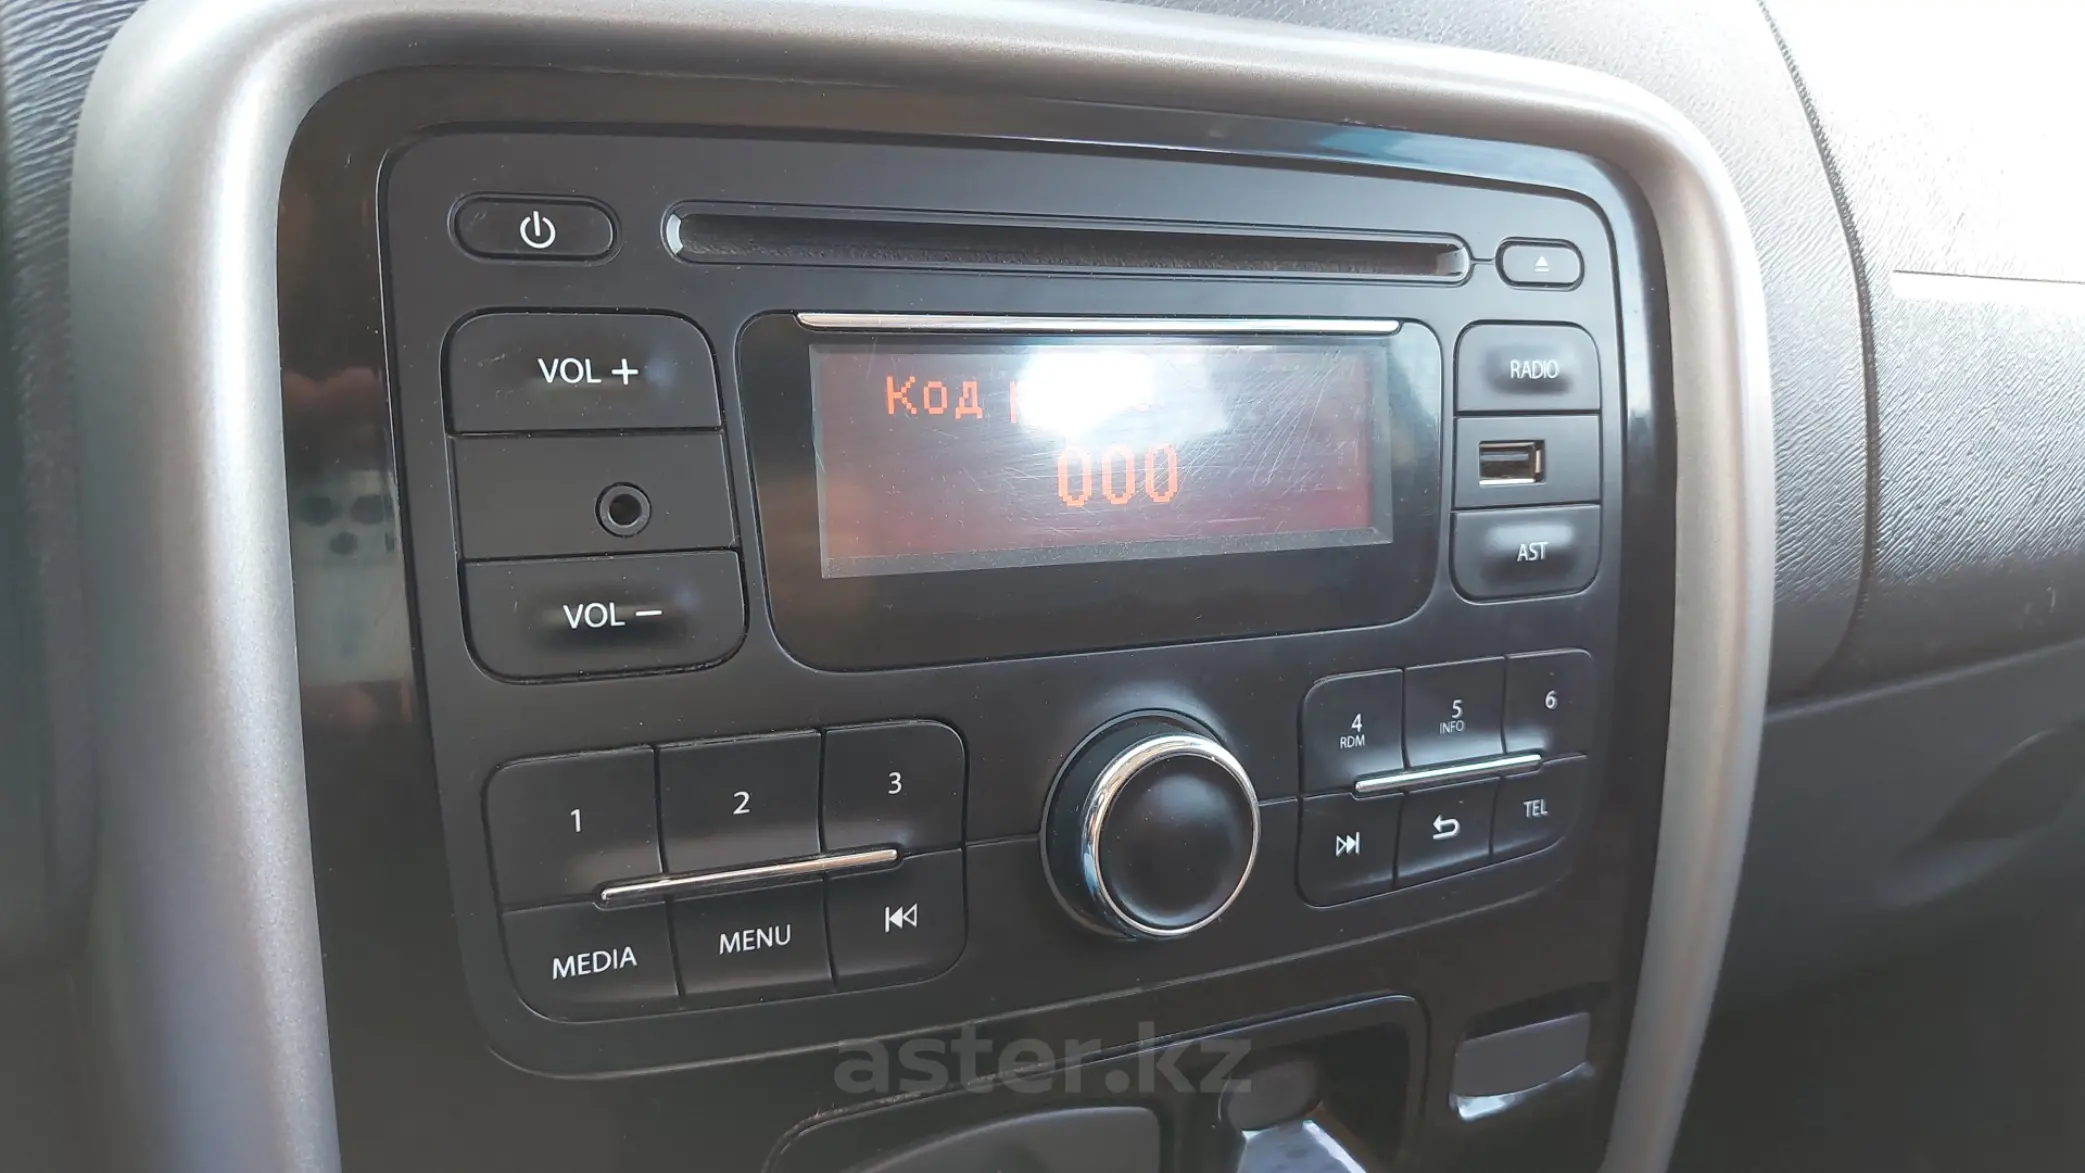 VOL +
VOL −
Код
000
RADIO
AST
1
2
3
4
RDM
5
INFO
6
MEDIA
MENU
TEL
aster.kz